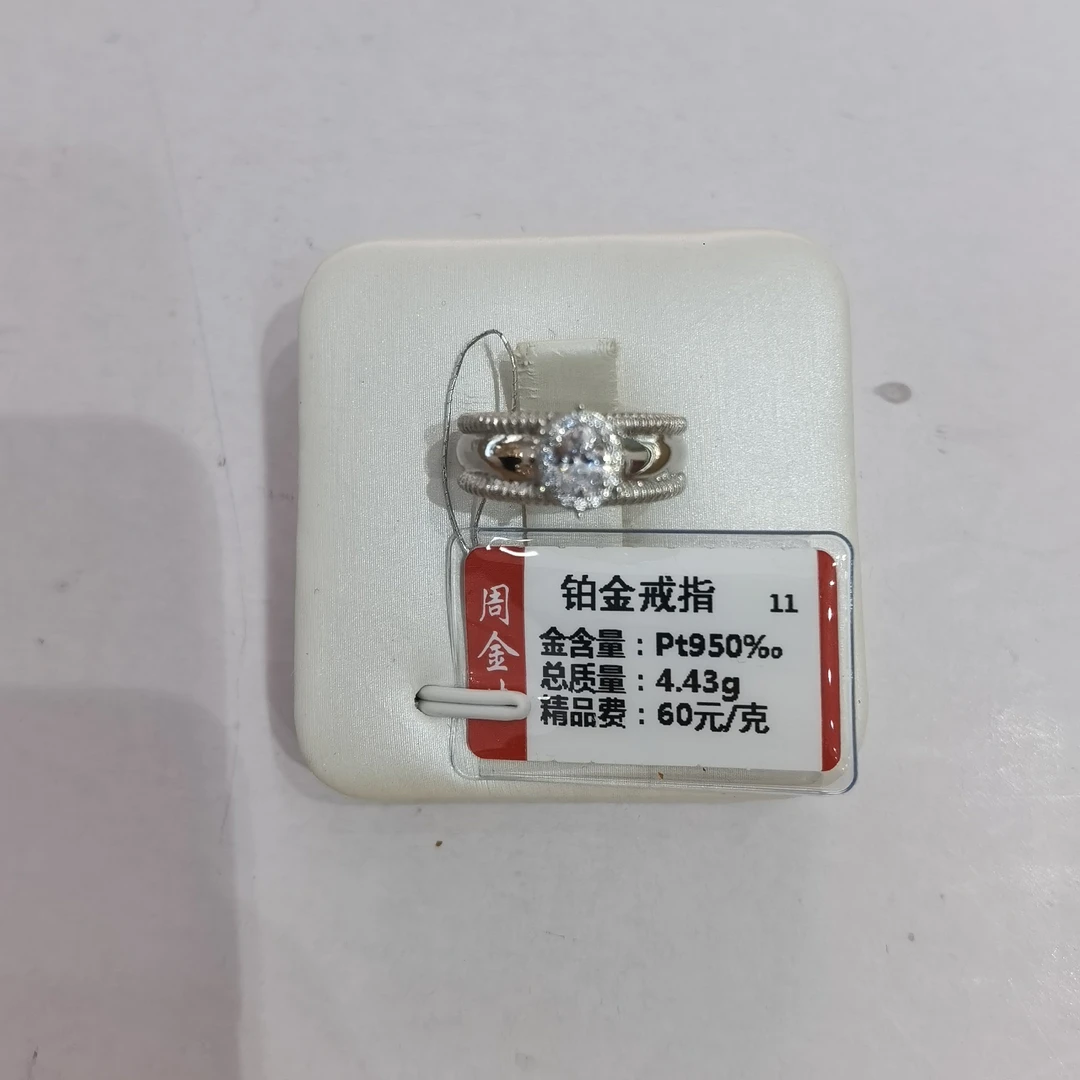 周金
铂金戒指 11
金含量：Pt950‰
总质量：4.43g
精品费：60元/克